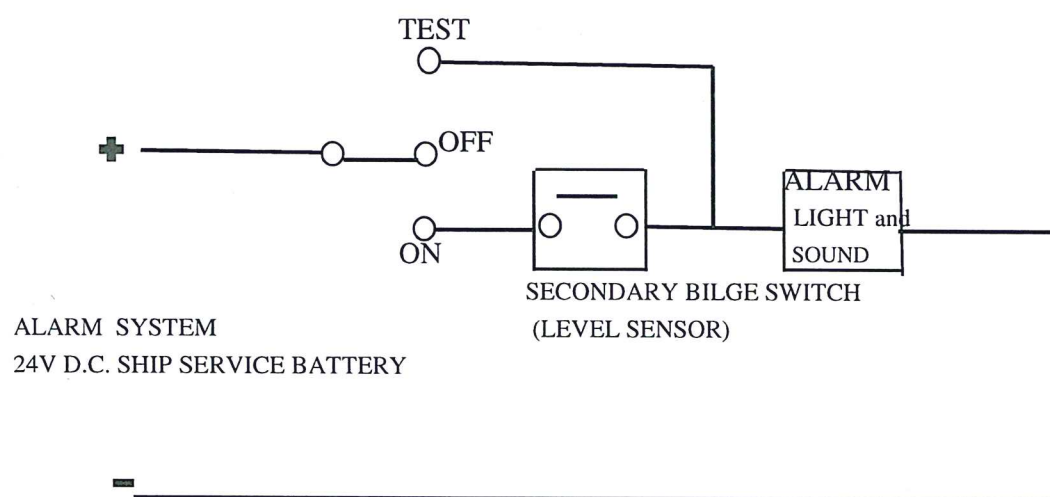 TEST
OFF
ON
ALARM
LIGHT and
SOUND
SECONDARY BILGE SWITCH
(LEVEL SENSOR)
ALARM SYSTEM
24V D.C. SHIP SERVICE BATTERY